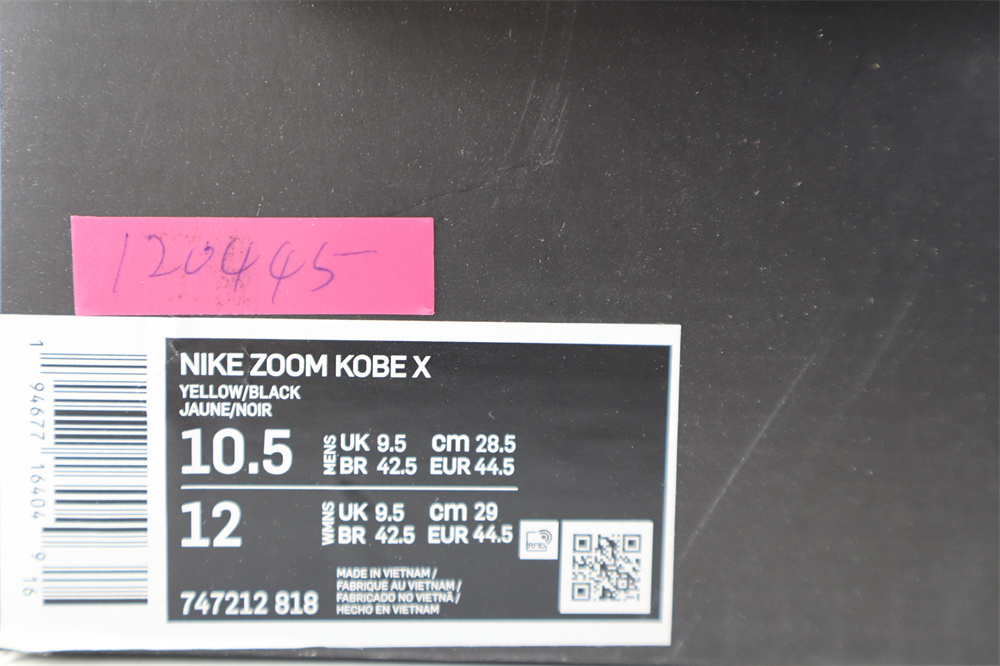 120445
NIKE ZOOM KOBE X
YELLOW/BLACK
JAUNE/NOIR
10.5 MENS UK 9.5 cm 28.5
BR 42.5 EUR 44.5
12 WMNS UK 9.5 cm 29
BR 42.5 EUR 44.5
RFID
747212 818
MADE IN VIETNAM /
FABRIQUE AU VIETNAM /
FABRICADO NO VIETNÃ /
HECHO EN VIETNAM
1 94677 16404 9 16